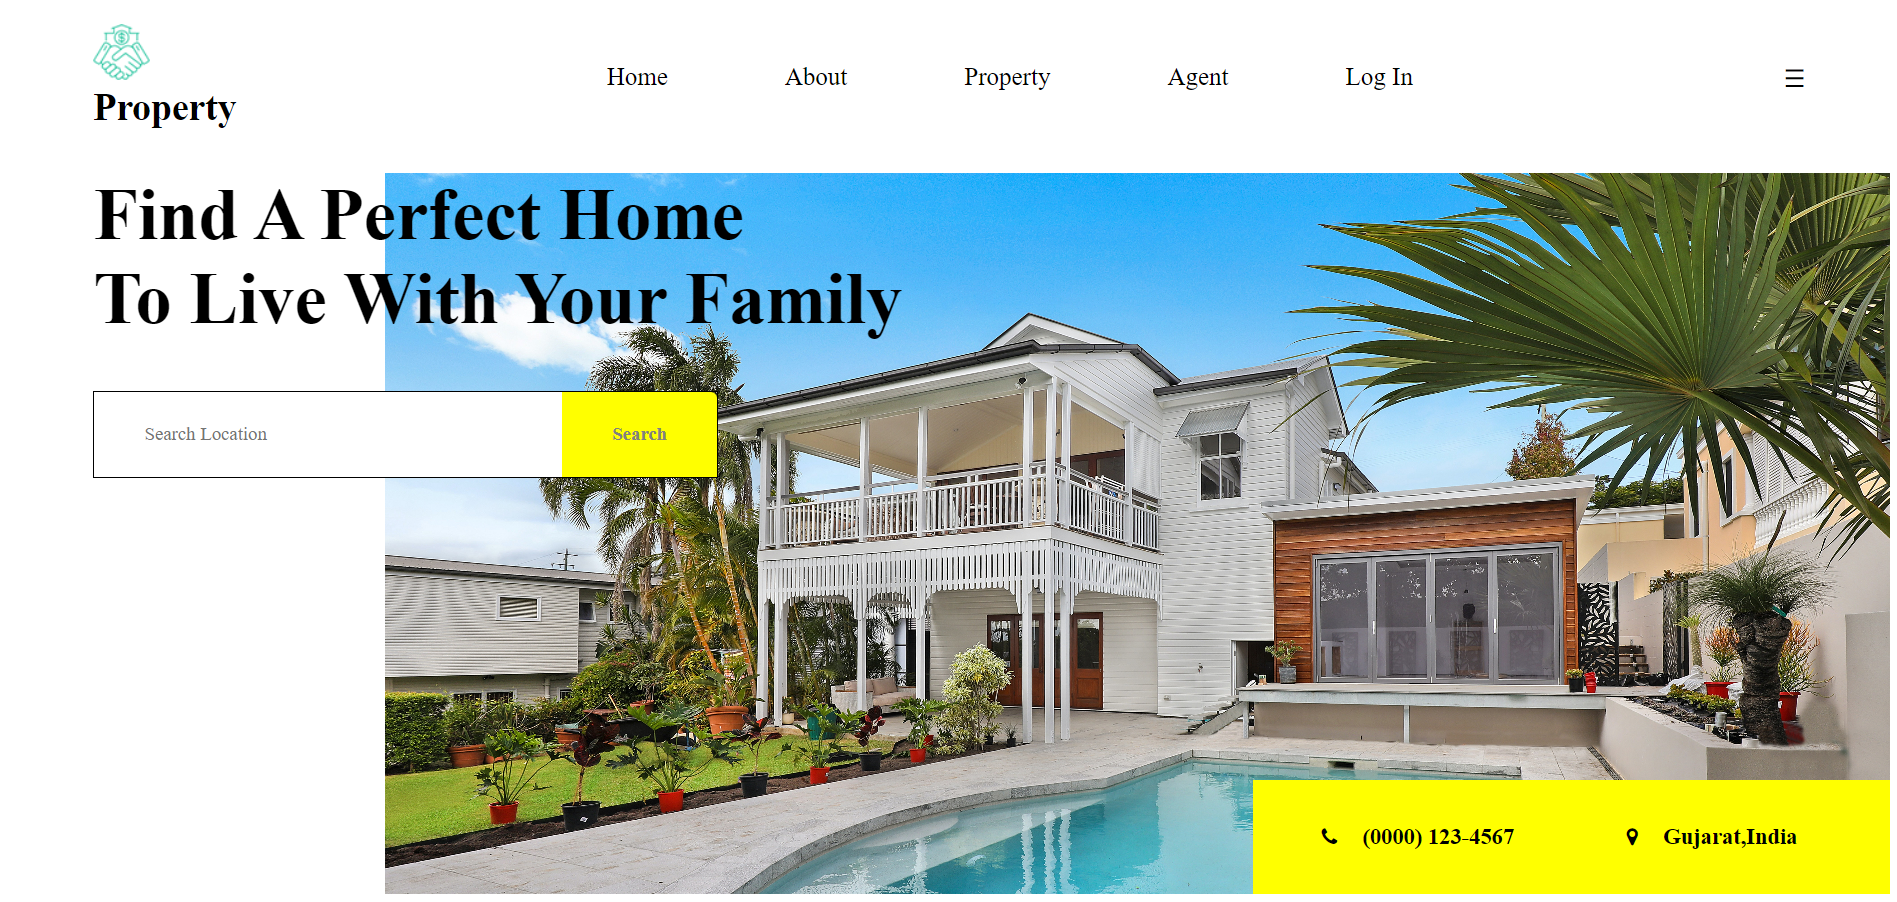 Property
Home
About
Property
Agent
Log In
Find A Perfect Home
To Live With Your Family
Search Location
Search
(0000) 123-4567
Gujarat,India